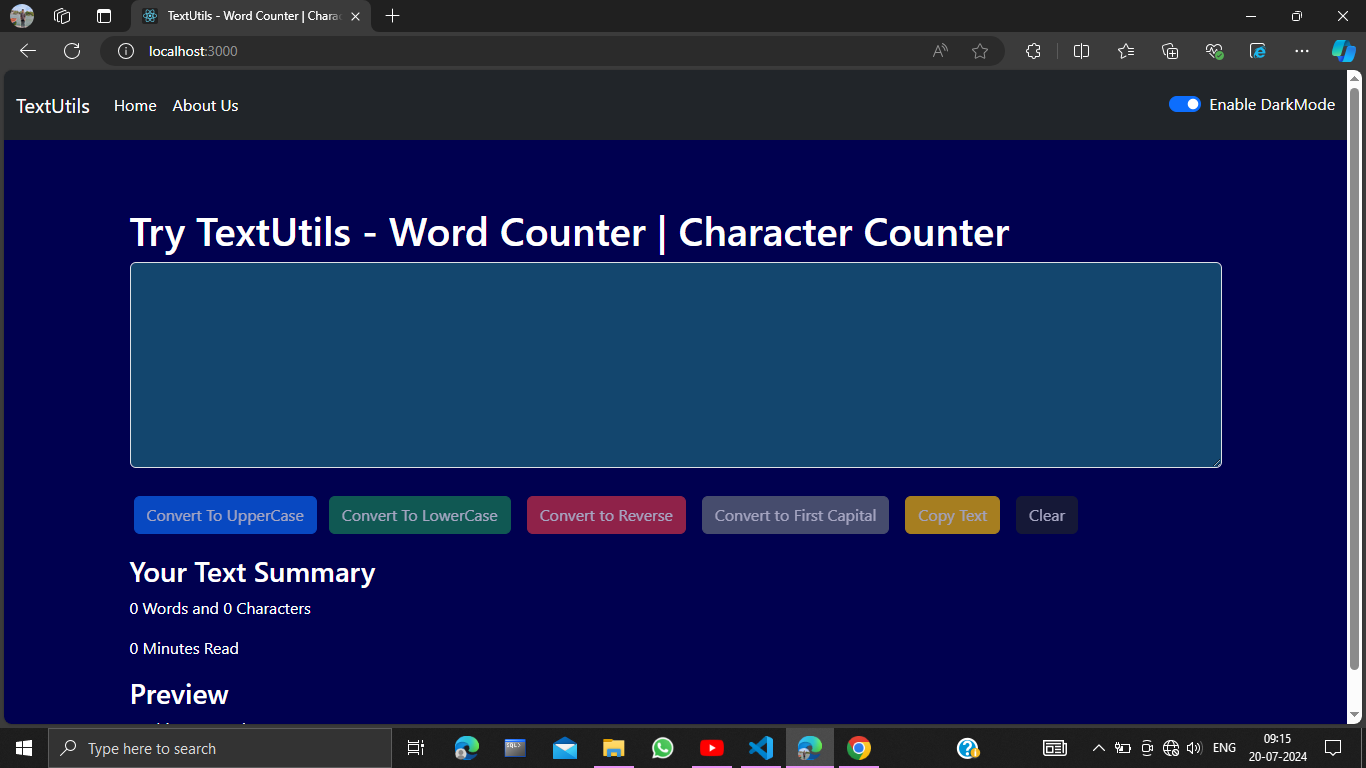 TextUtils - Word Counter | Charac
localhost:3000
TextUtils Home About Us Enable DarkMode
Try TextUtils - Word Counter | Character Counter
Convert To UpperCase Convert To LowerCase Convert to Reverse Convert to First Capital Copy Text Clear
Your Text Summary
0 Words and 0 Characters
0 Minutes Read
Preview
Type here to search
ENG
09:15
20-07-2024